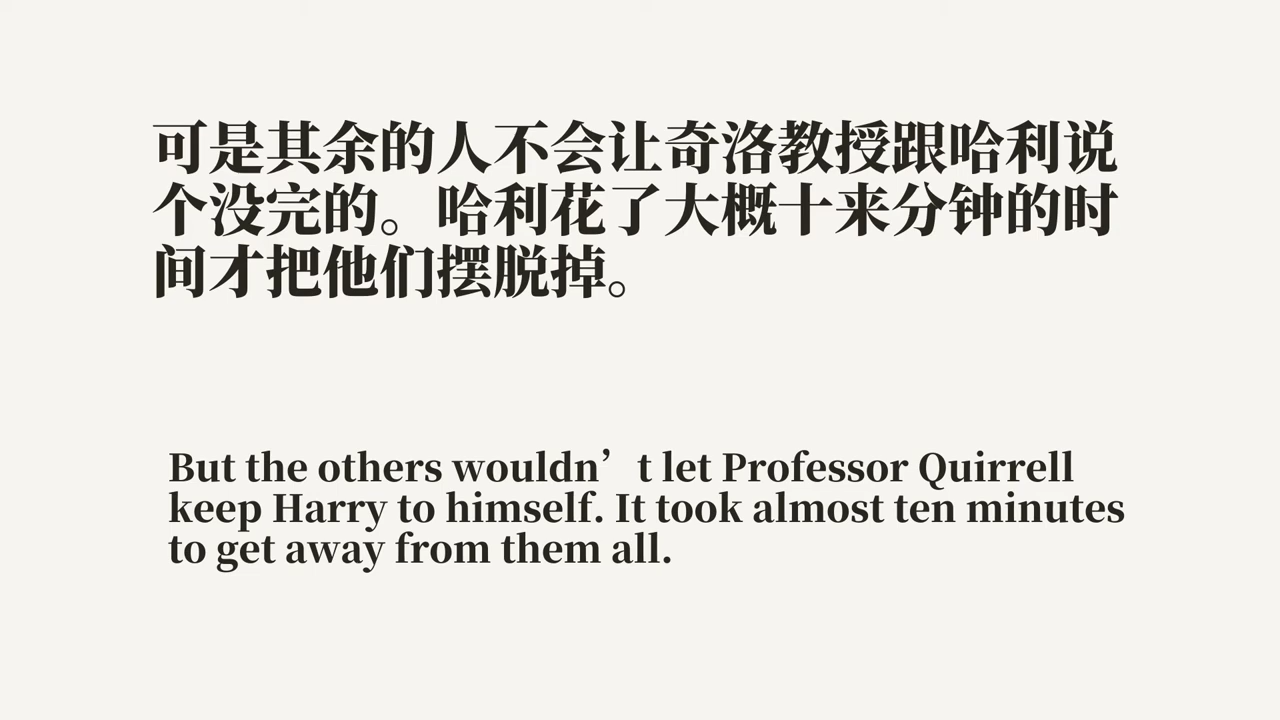 可是其余的人不会让奇洛教授跟哈利说
个没完的。哈利花了大概十来分钟的时
间才把他们摆脱掉。
But the others wouldn’t let Professor Quirrell
keep Harry to himself. It took almost ten minutes
to get away from them all.